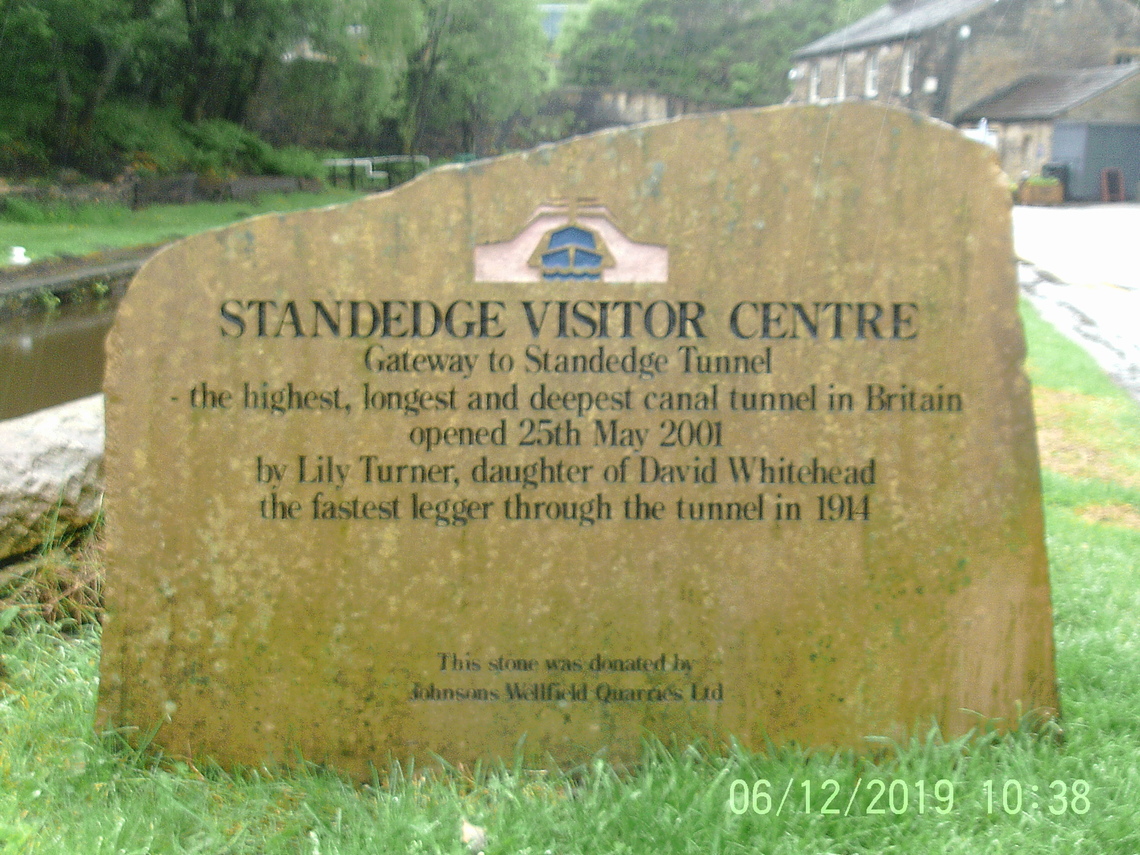 STANDEDGE VISITOR CENTRE
Gateway to Standedge Tunnel
- the highest, longest and deepest canal tunnel in Britain
opened 25th May 2001
by Lily Turner, daughter of David Whitehead
the fastest legger through the tunnel in 1914
This stone was donated by
Johnsons Wellfield Quarries Ltd
06/12/2019 10:38